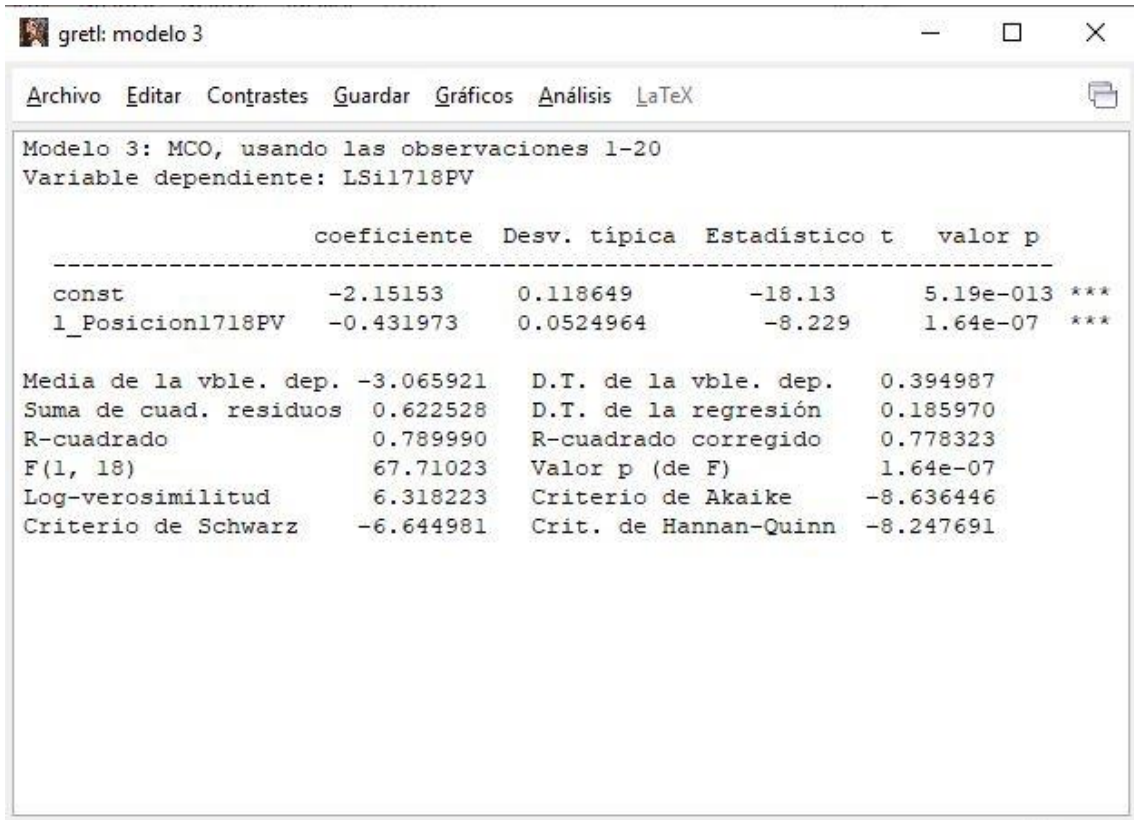 gretl: modelo 3
Archivo Editar Contrastes Guardar Gráficos Análisis LaTeX
Modelo 3: MCO, usando las observaciones 1-20
Variable dependiente: LSi1718PV
coeficiente Desv. típica Estadístico t valor p
const -2.15153 0.118649 -18.13 5.19e-013 ***
l_Posicion1718PV -0.431973 0.0524964 -8.229 1.64e-07 ***
Media de la vble. dep. -3.065921 D.T. de la vble. dep. 0.394987
Suma de cuad. residuos 0.622528 D.T. de la regresión 0.185970
R-cuadrado 0.789990 R-cuadrado corregido 0.778323
F(1, 18) 67.71023 Valor p (de F) 1.64e-07
Log-verosimilitud 6.318223 Criterio de Akaike -8.636446
Criterio de Schwarz -6.644981 Crit. de Hannan-Quinn -8.247691